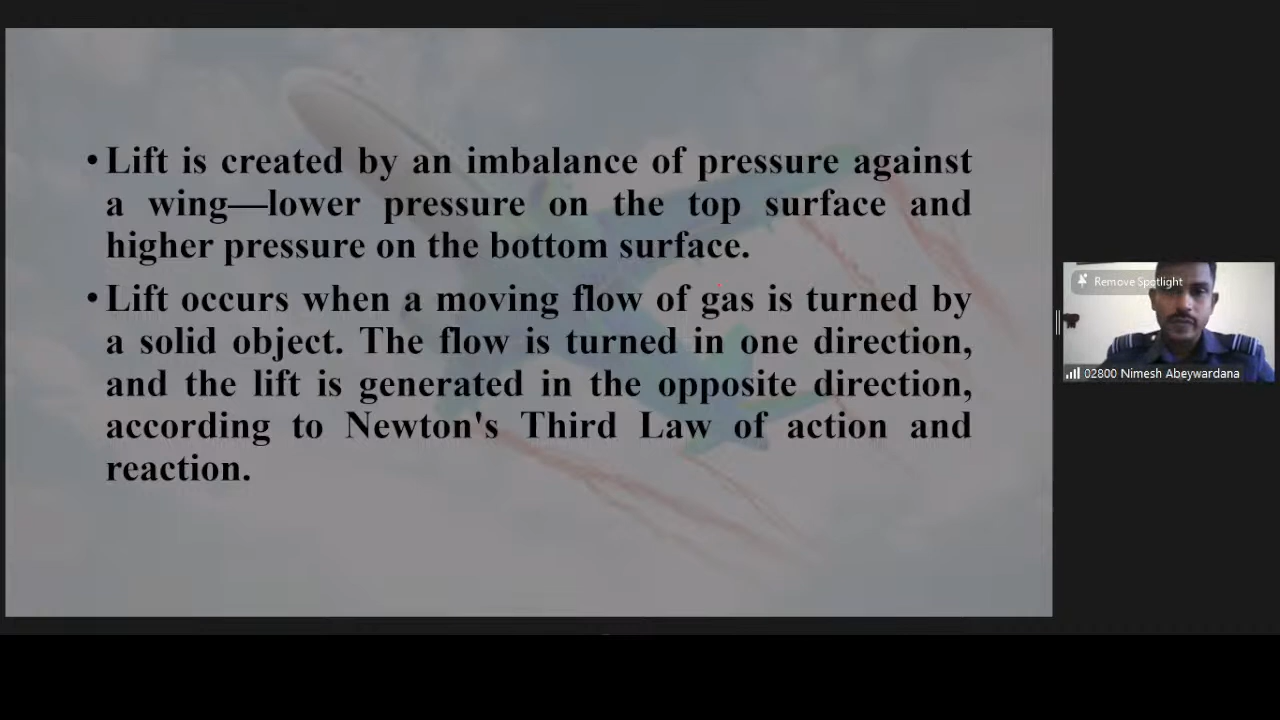 • Lift is created by an imbalance of pressure against
a wing—lower pressure on the top surface and
higher pressure on the bottom surface.
• Lift occurs when a moving flow of gas is turned by
a solid object. The flow is turned in one direction,
and the lift is generated in the opposite direction,
according to Newton's Third Law of action and
reaction.
Remove Spotlight
02800 Nimesh Abeywardana